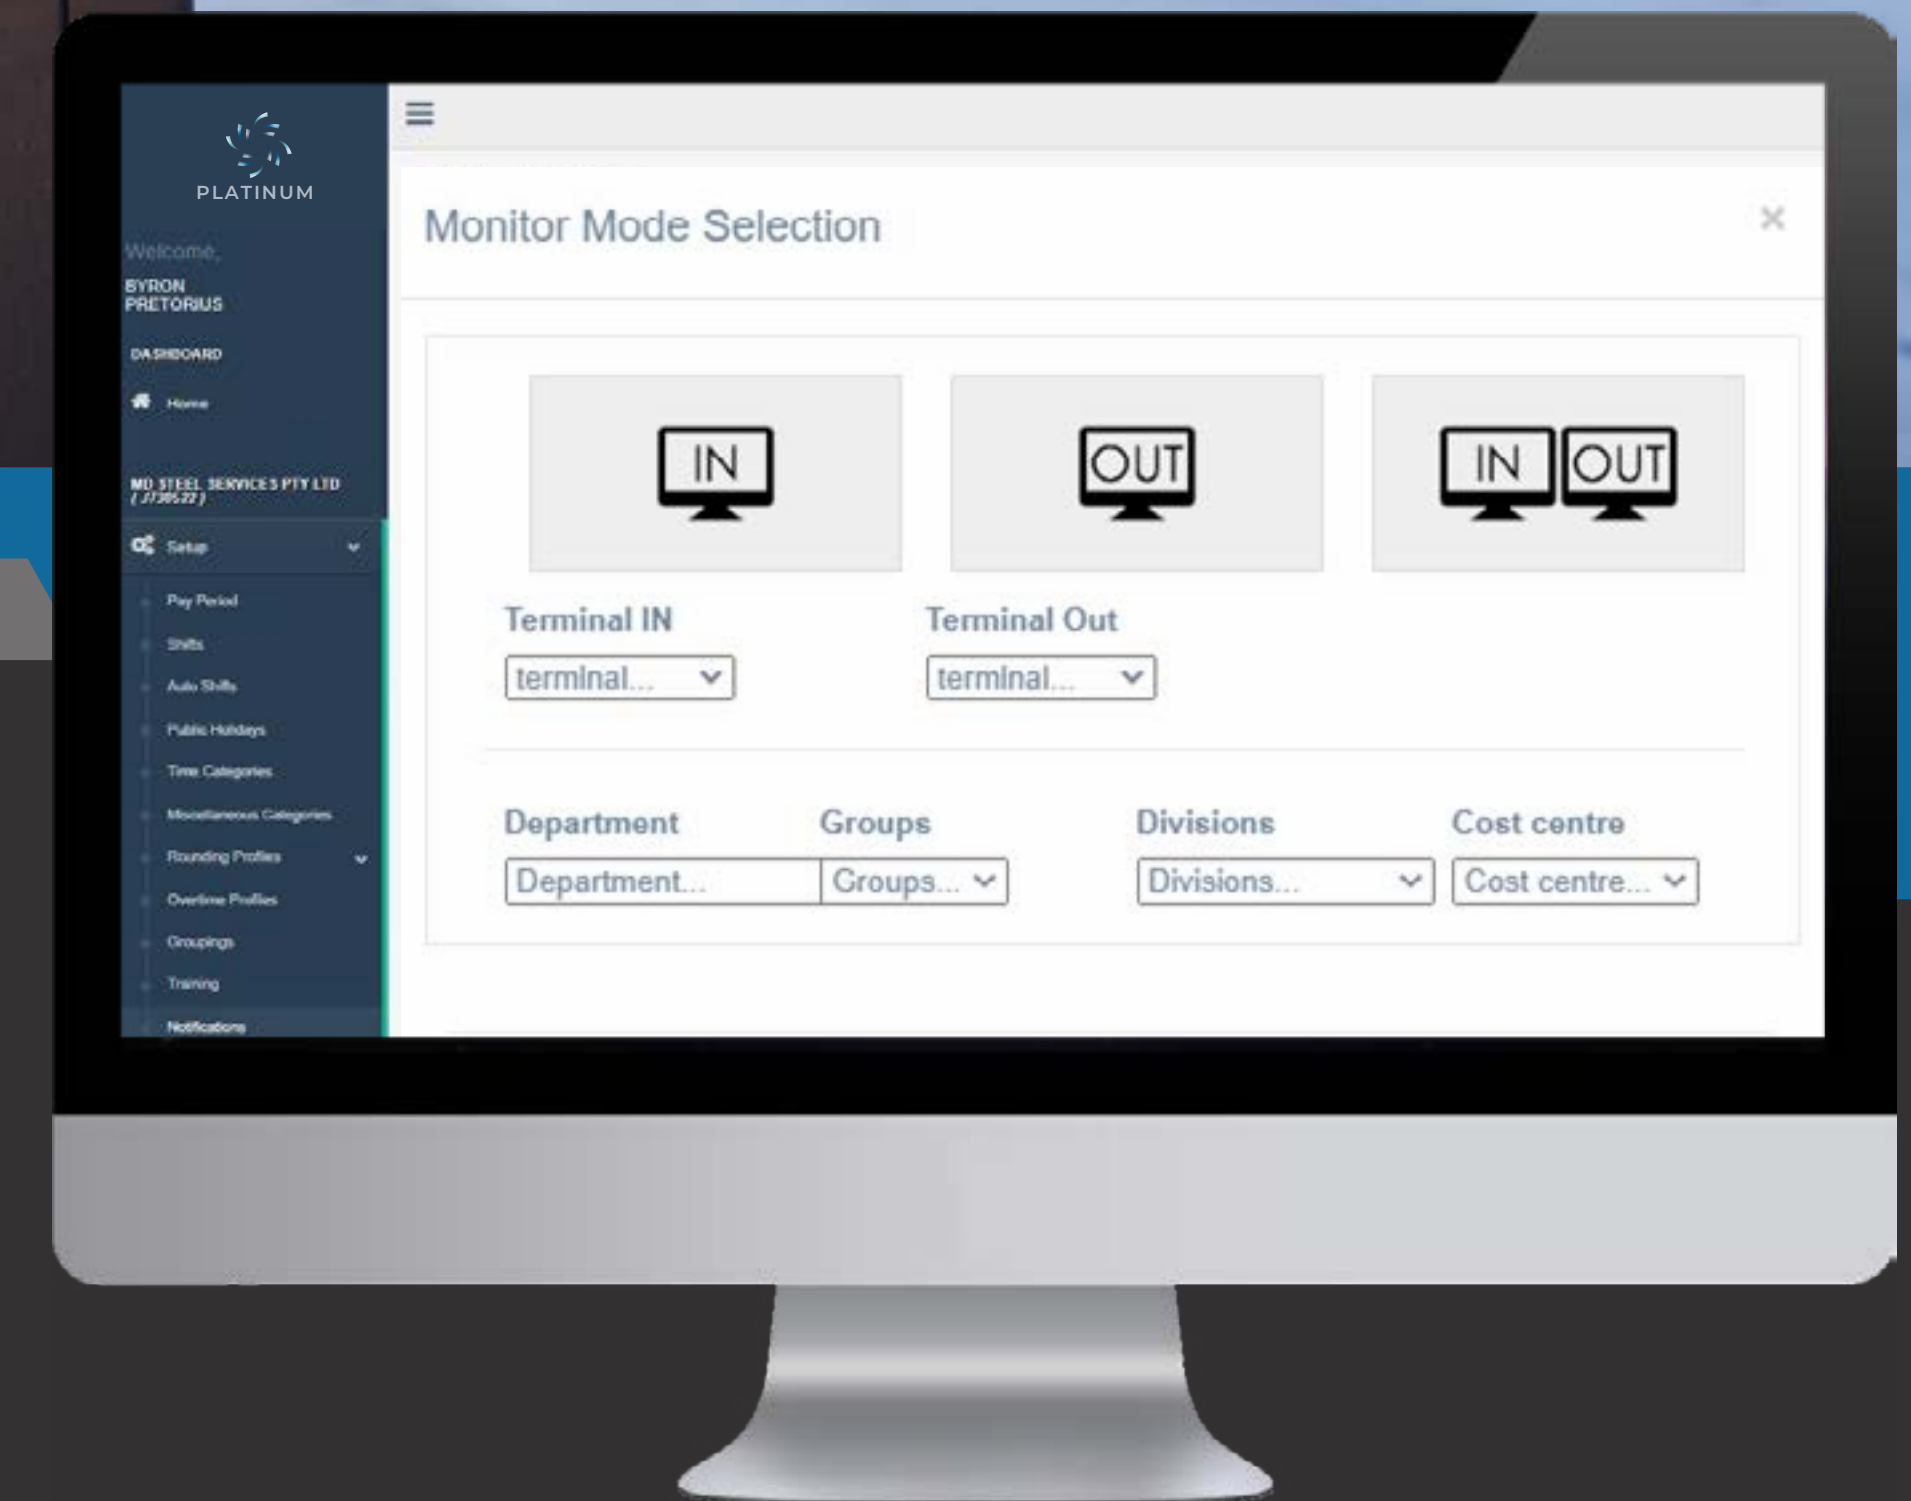 PLATINUM
Welcome,
BYRON
PRETORIUS
DASHBOARD
Home
MD STEEL SERVICES PTY LTD
( J730522 )
Setup
Pay Period
Shifts
Auto Shifts
Public Holidays
Time Categories
Miscellaneous Categories
Rounding Profiles
Overtime Profiles
Groupings
Training
Notifications
Monitor Mode Selection
IN
OUT
IN OUT
Terminal IN
Terminal Out
terminal...
terminal...
Department Groups Divisions Cost centre
Department... Groups... Divisions... Cost centre...